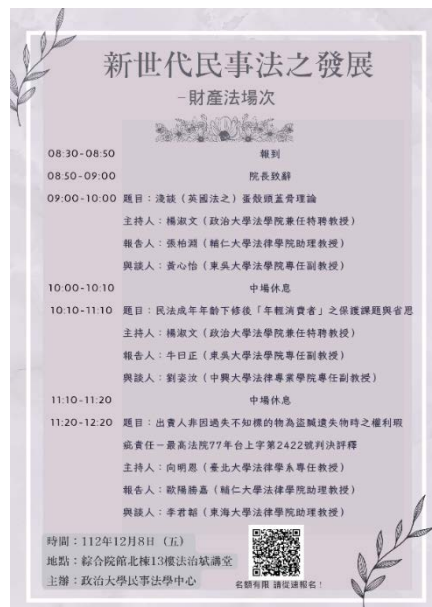 新世代民事法之發展
–財產法場次
08:30-08:50 報到
08:50-09:00 院長致辭
09:00-10:00 題目：淺談（英國法之）蛋殼頭蓋骨理論
主持人：楊淑文（政治大學法學院兼任特聘教授）
報告人：張柏淵（輔仁大學法律學院助理教授）
與談人：黃心怡（東吳大學法學院專任副教授）
10:00-10:10 中場休息
10:10-11:10 題目：民法成年年齡下修後「年輕消費者」之保護課題與省思
主持人：楊淑文（政治大學法學院兼任特聘教授）
報告人：牛曰正（東吳大學法學院專任副教授）
與談人：劉姿汝（中興大學法律專業學院專任副教授）
11:10-11:20 中場休息
11:20-12:20 題目：出賣人非因過失不知標的物為盜贓遺失物時之權利瑕
疵責任－最高法院77年台上字第2422號判決評釋
主持人：向明恩（臺北大學法律學系專任教授）
報告人：歐陽勝嘉（輔仁大學法律學院助理教授）
與談人：李君韜（東海大學法律學院助理教授）
時間：112年12月8日（五）
地點：綜合院館北棟13樓法治斌講堂
主辦：政治大學民事法學中心
名額有限 請從速報名！